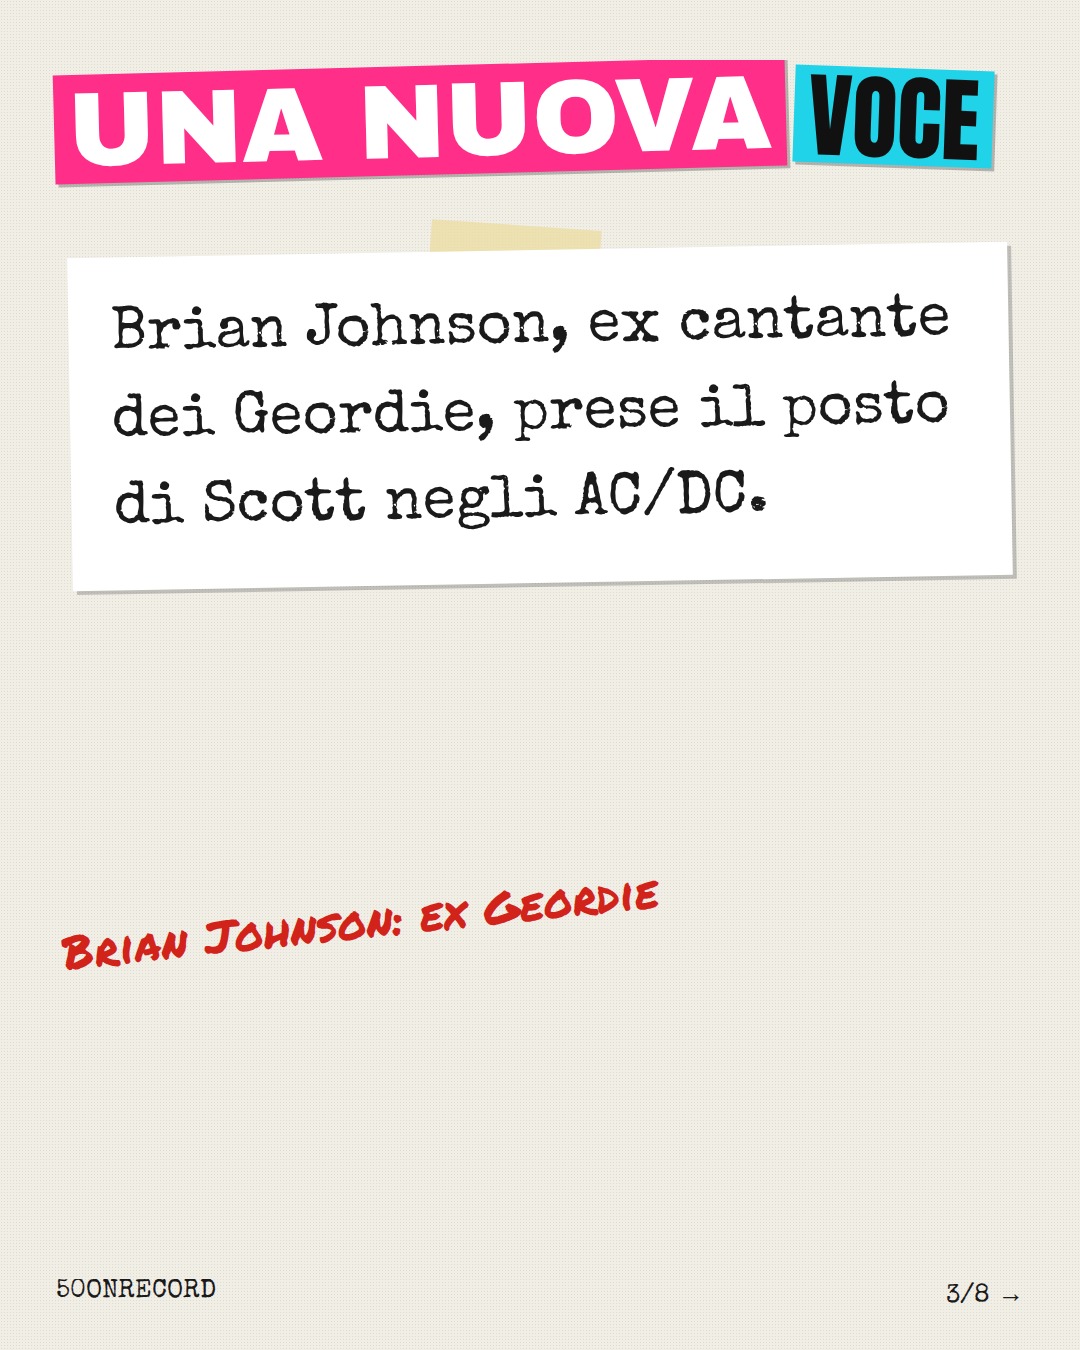 UNA NUOVA VOCE
Brian Johnson, ex cantante
dei Geordie, prese il posto
di Scott negli AC/DC.
Brian Johnson: ex Geordie
50ONRECORD
3/8 →